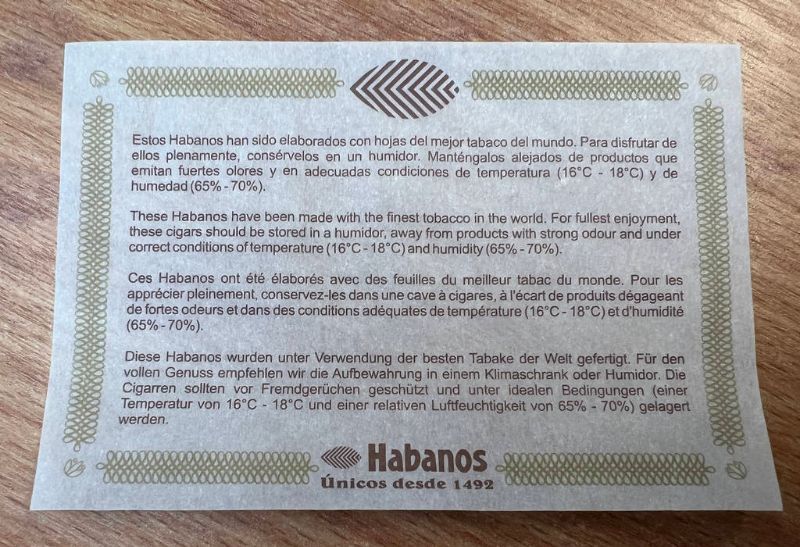 Estos Habanos han sido elaborados con hojas del mejor tabaco del mundo. Para disfrutar de
ellos plenamente, consérvelos en un humidor. Manténgalos alejados de productos que
emitan fuertes olores y en adecuadas condiciones de temperatura (16°C - 18°C) y de
humedad (65% - 70%).
These Habanos have been made with the finest tobacco in the world. For fullest enjoyment,
these cigars should be stored in a humidor, away from products with strong odour and under
correct conditions of temperature (16°C - 18°C) and humidity (65% - 70%).
Ces Habanos ont été élaborés avec des feuilles du meilleur tabac du monde. Pour les
apprécier pleinement, conservez-les dans une cave à cigares, à l'écart de produits dégageant
de fortes odeurs et dans des conditions adéquates de température (16°C - 18°C) et d'humidité
(65% - 70%).
Diese Habanos wurden unter Verwendung der besten Tabake der Welt gefertigt. Für den
vollen Genuss empfehlen wir die Aufbewahrung in einem Klimaschrank oder Humidor. Die
Cigarren sollten vor Fremdgerüchen geschützt und unter idealen Bedingungen (einer
Temperatur von 16°C - 18°C und einer relativen Luftfeuchtigkeit von 65% - 70%) gelagert
werden.
Habanos
Únicos desde 1492